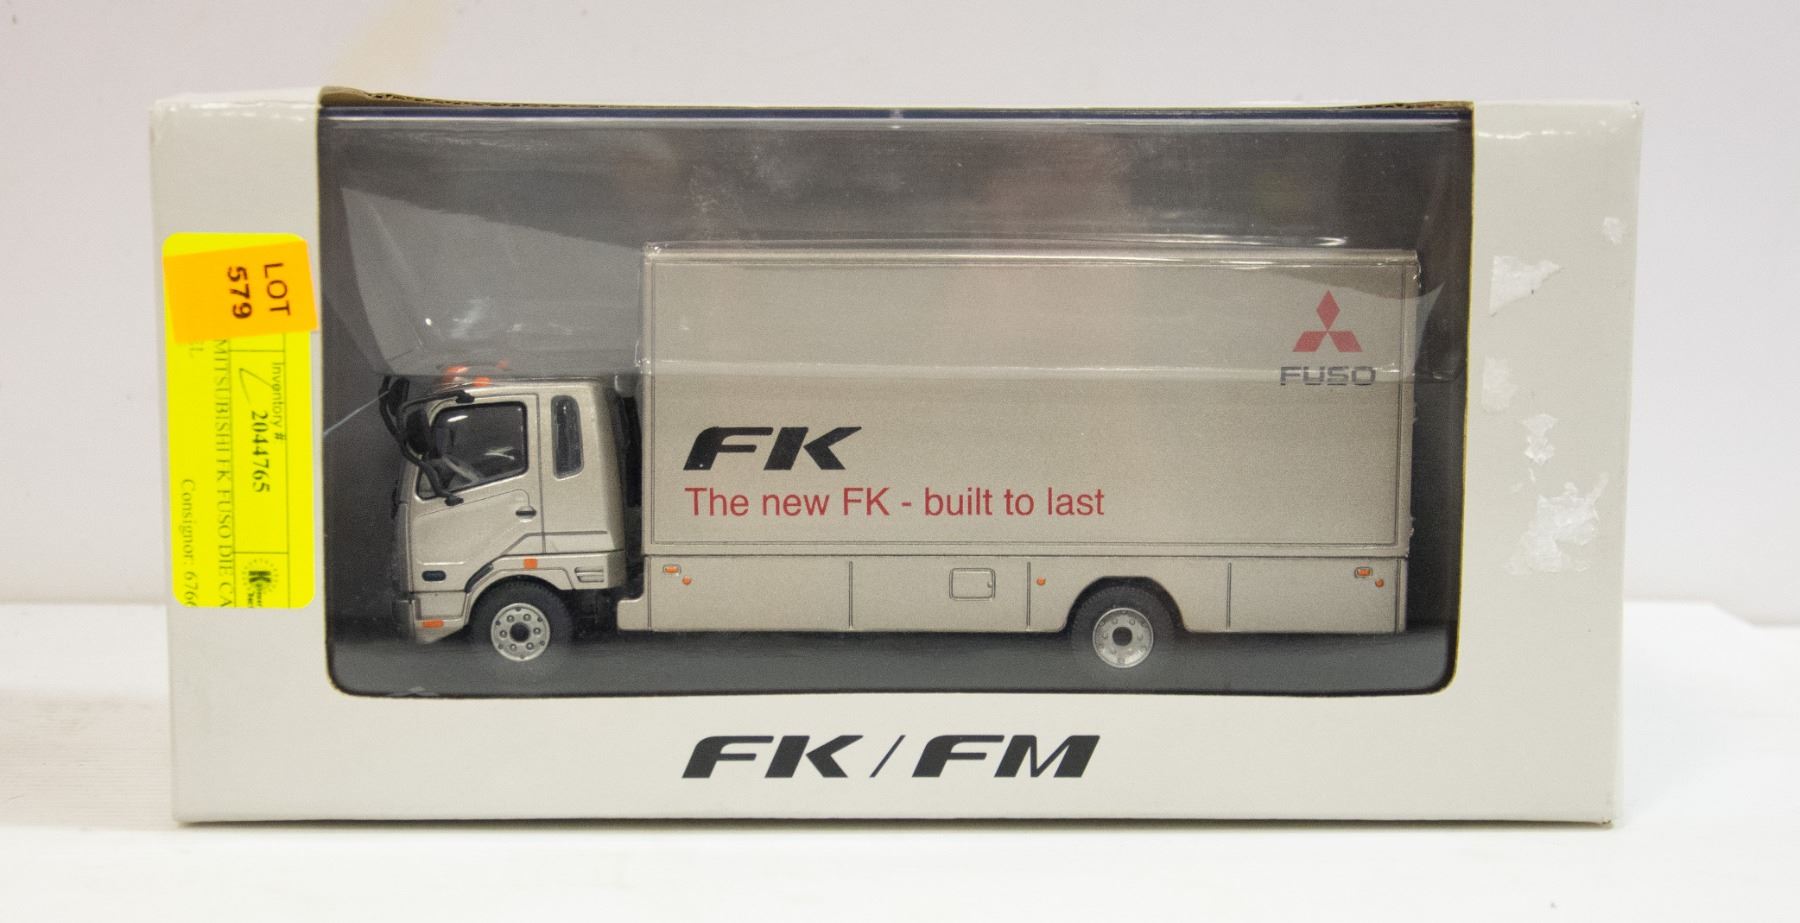 LOT
579
Inventory #
2044765
MITSUBISHI FK FUSO DIE CA
Consignor: 676
FUSO
FK
The new FK - built to last
FK/FM